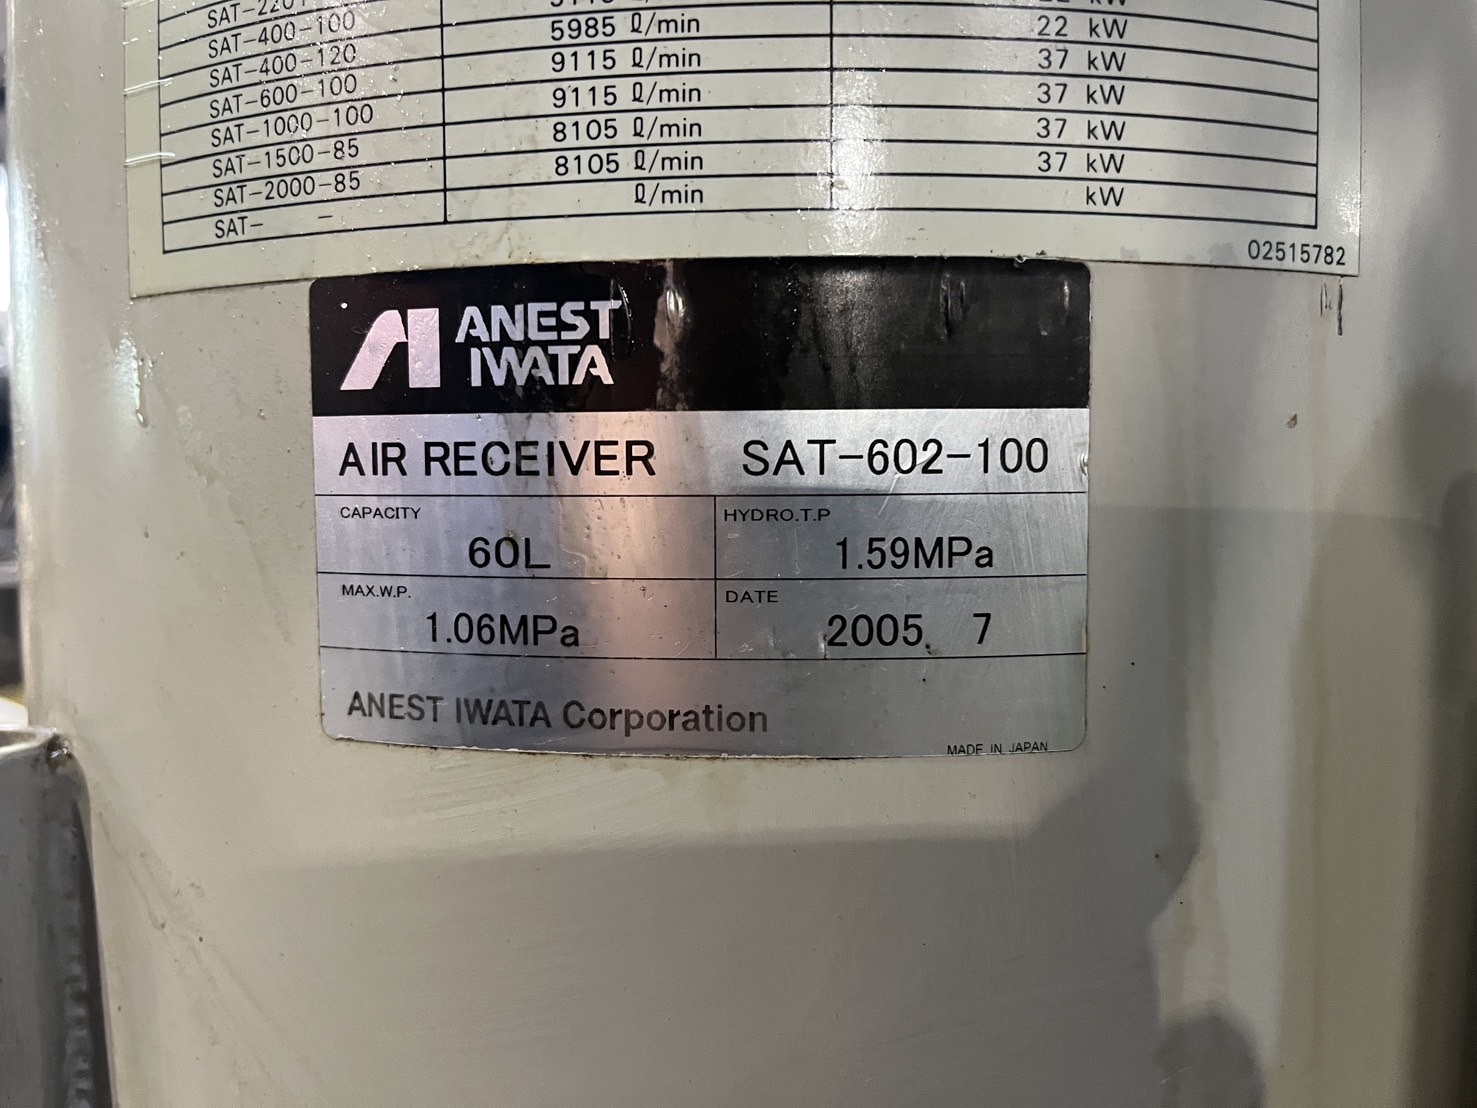 SAT-400-100 22 kW
SAT-400-120 5985 ℓ/min 22 kW
SAT-600-100 9115 ℓ/min 37 kW
SAT-1000-100 9115 ℓ/min 37 kW
SAT-1500-85 8105 ℓ/min 37 kW
SAT-2000-85 8105 ℓ/min 37 kW
SAT- - ℓ/min kW
02515782
ANEST
IWATA
AIR RECEIVER SAT-602-100
CAPACITY HYDRO.T.P
60L 1.59MPa
MAX.W.P. DATE
1.06MPa 2005. 7
ANEST IWATA Corporation
MADE IN JAPAN